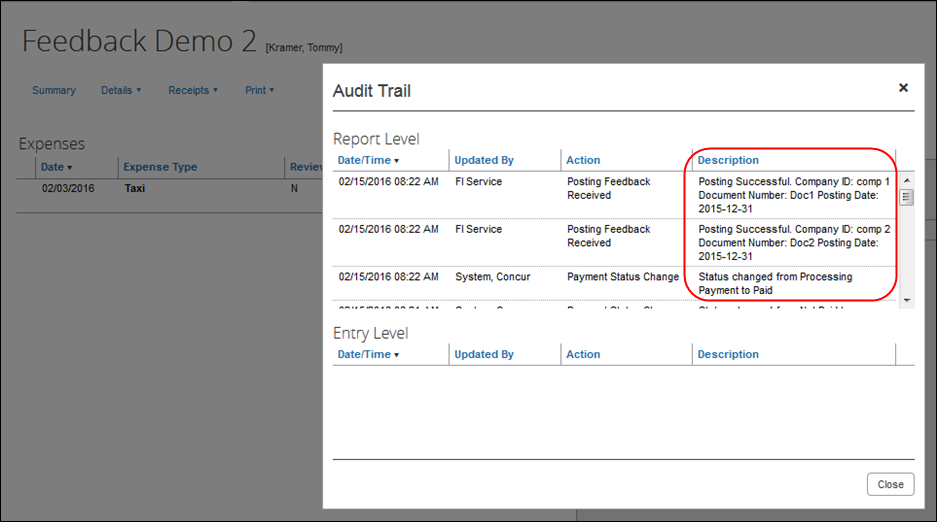 Feedback Demo 2 [Kramer, Tommy]
Summary Details Receipts Print
Expenses
Date Expense Type Review
02/03/2016 Taxi N
Audit Trail
Report Level
Date/Time Updated By Action Description
02/15/2016 08:22 AM FI Service Posting Feedback Posting Successful. Company ID: comp 1
Received Document Number: Doc1 Posting Date:
2015-12-31
02/15/2016 08:22 AM FI Service Posting Feedback Posting Successful. Company ID: comp 2
Received Document Number: Doc2 Posting Date:
2015-12-31
02/15/2016 08:22 AM System, Concur Payment Status Change Status changed from Processing
Payment to Paid
Entry Level
Date/Time Updated By Action Description
Close